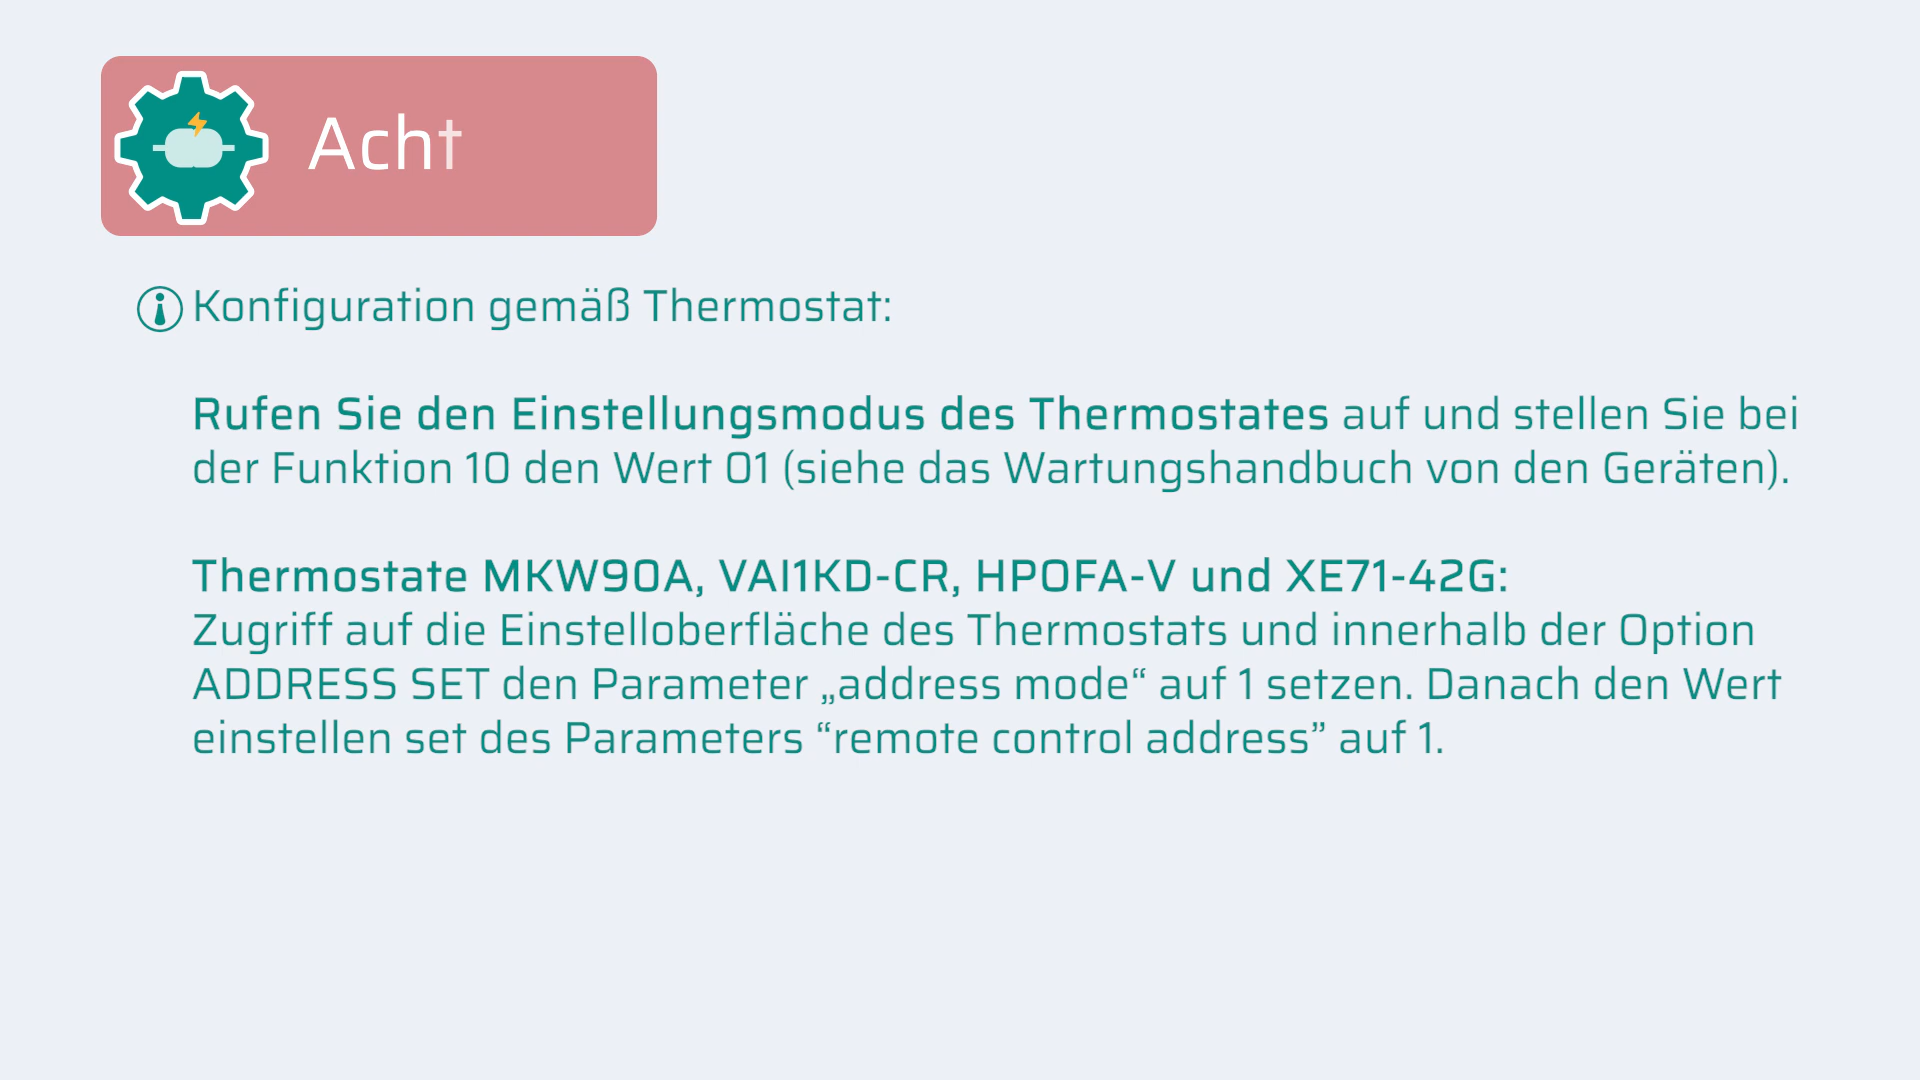 Acht
Konfiguration gemäß Thermostat:
Rufen Sie den Einstellungsmodus des Thermostates auf und stellen Sie bei
der Funktion 10 den Wert 01 (siehe das Wartungshandbuch von den Geräten).
Thermostate MKW90A, VAI1KD-CR, HPOFA-V und XE71-42G:
Zugriff auf die Einstelloberfläche des Thermostats und innerhalb der Option
ADDRESS SET den Parameter „address mode“ auf 1 setzen. Danach den Wert
einstellen set des Parameters “remote control address” auf 1.